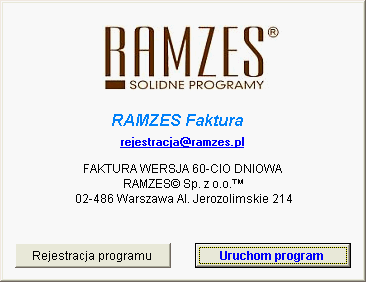 RAMZES®
SOLIDNE PROGRAMY
RAMZES Faktura
rejestracja@ramzes.pl
FAKTURA WERSJA 60-CIO DNIOWA
RAMZES© Sp. z o.o.™
02-486 Warszawa Al. Jerozolimskie 214
Rejestracja programu
Uruchom program